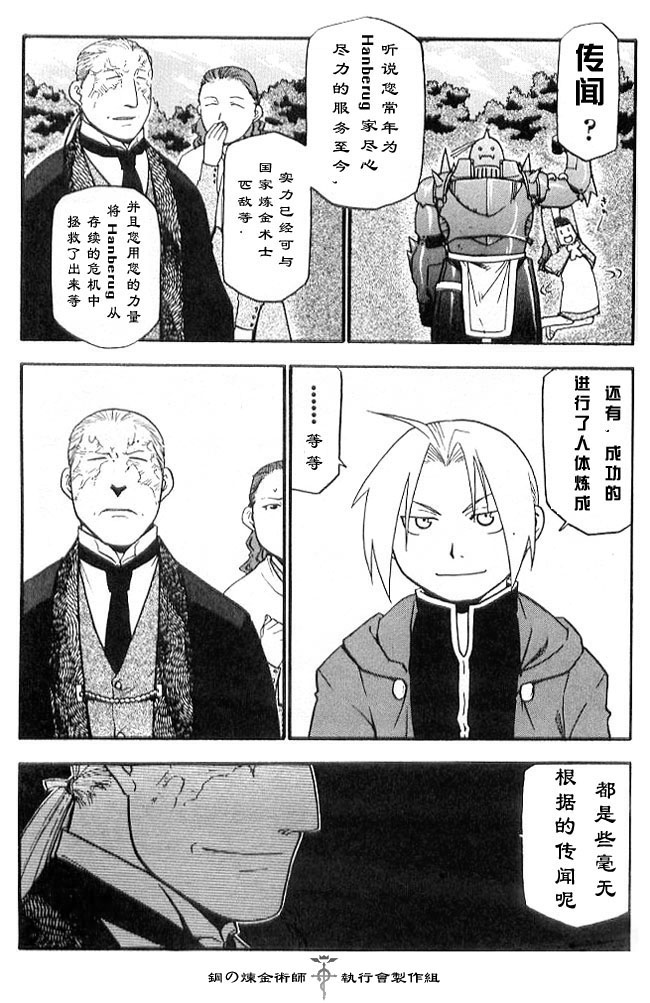 传闻？
听说您常年为
Hanberug 家尽心
尽力的服务至今，
实力已经可与
国家炼金术士
匹敌等．
并且您用您的力量
将 Hanberug 从
存续的危机中
拯救了出来等
还有，成功的
进行了人体炼成
……等等
都是些毫无
根据的传闻呢
鋼の煉金術師 執行會製作組